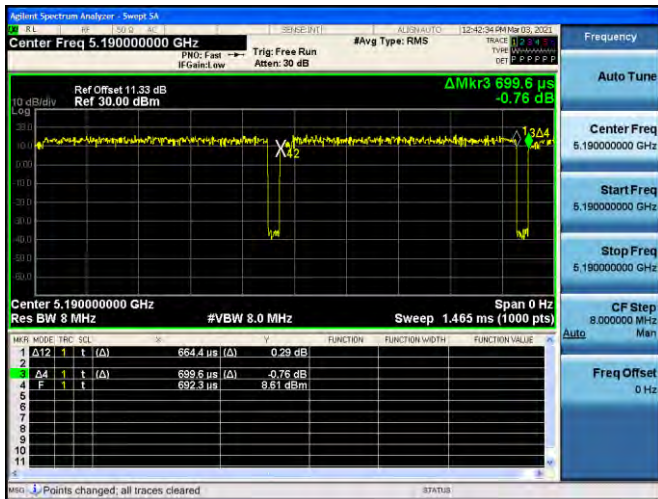 Agilent Spectrum Analyzer - Swept SA
RL RF 50 Ω AC SENSE:INT ALIGNAUTO 12:42:34 PM Mar 03, 2021
Center Freq 5.190000000 GHz #Avg Type: RMS TRACE 1 2 3 4 5 6
PNO: Fast Trig: Free Run TYPE
IFGain:Low Atten: 30 dB DET P P P P P P
ΔMkr3 699.6 µs
Ref Offset 11.33 dB
10 dB/div Ref 30.00 dBm -0.76 dB
Log
20.0
10.0
0.00
-10.0
-20.0
-30.0
-40.0
-50.0
-60.0
X42
1 3Δ4
Center 5.190000000 GHz Span 0 Hz
Res BW 8 MHz #VBW 8.0 MHz Sweep 1.465 ms (1000 pts)
MKR MODE TRC SCL X Y FUNCTION FUNCTION WIDTH FUNCTION VALUE
1 Δ12 1 t (Δ) 664.4 µs (Δ) 0.29 dB
2
3 Δ4 1 t (Δ) 699.6 µs (Δ) -0.76 dB
4 F 1 t 692.3 µs 8.61 dBm
5
6
7
8
9
10
11
MSG Points changed; all traces cleared STATUS
Frequency
Auto Tune
Center Freq
5.190000000 GHz
Start Freq
5.190000000 GHz
Stop Freq
5.190000000 GHz
CF Step
8.000000 MHz
Auto Man
Freq Offset
0 Hz